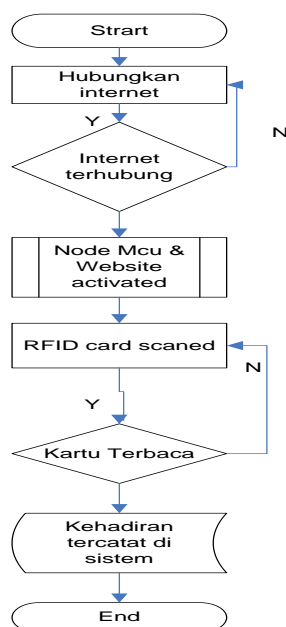 Strart
Hubungkan
internet
Y
N
Internet
terhubung
Node Mcu &
Website
activated
RFID card scaned
N
Y
Kartu Terbaca
Kehadiran
tercatat di
sistem
End